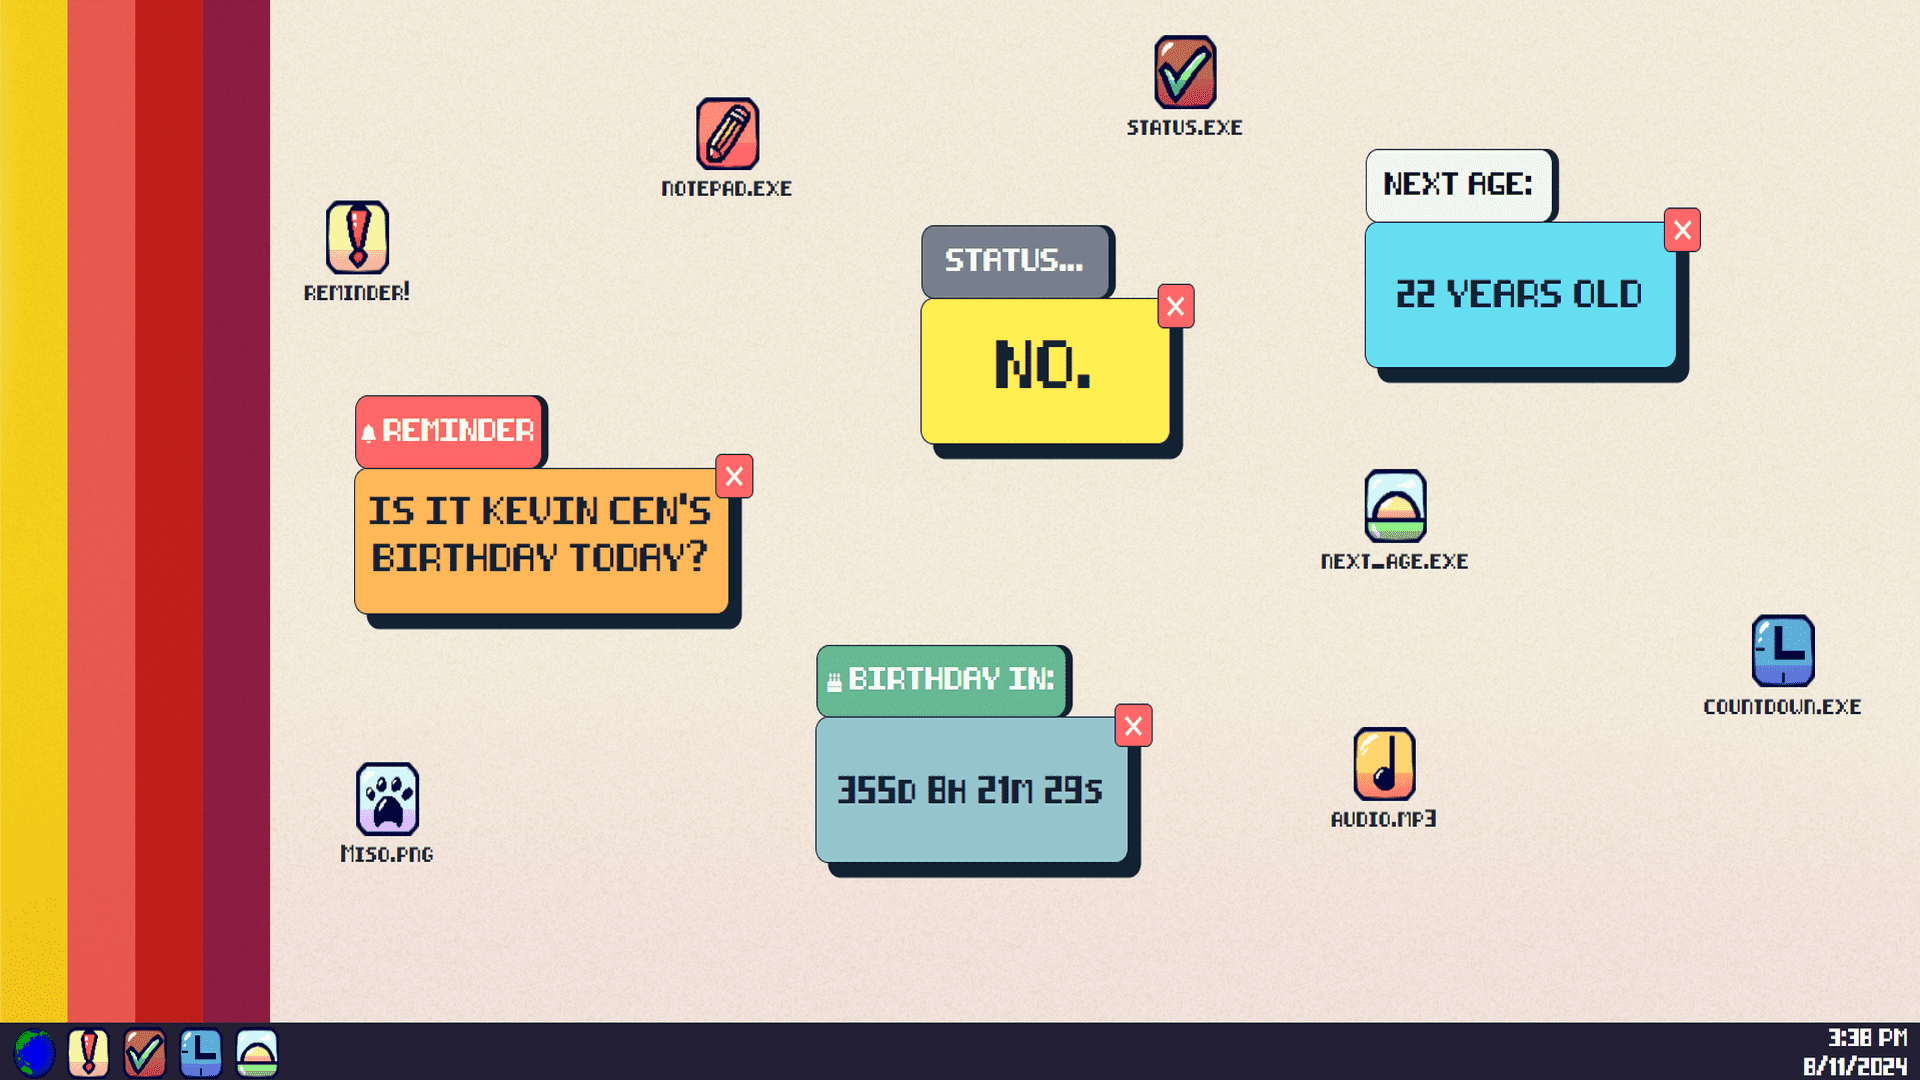 STATUS.EXE
NOTEPAD.EXE
NEXT AGE:
22 YEARS OLD
STATUS...
NO.
REMINDER!
REMINDER
IS IT KEVIN CEN'S
BIRTHDAY TODAY?
NEXT_AGE.EXE
BIRTHDAY IN:
355D 8H 21M 29S
COUNTDOWN.EXE
AUDIO.MP3
MISO.PNG
3:38 PM
8/11/2024